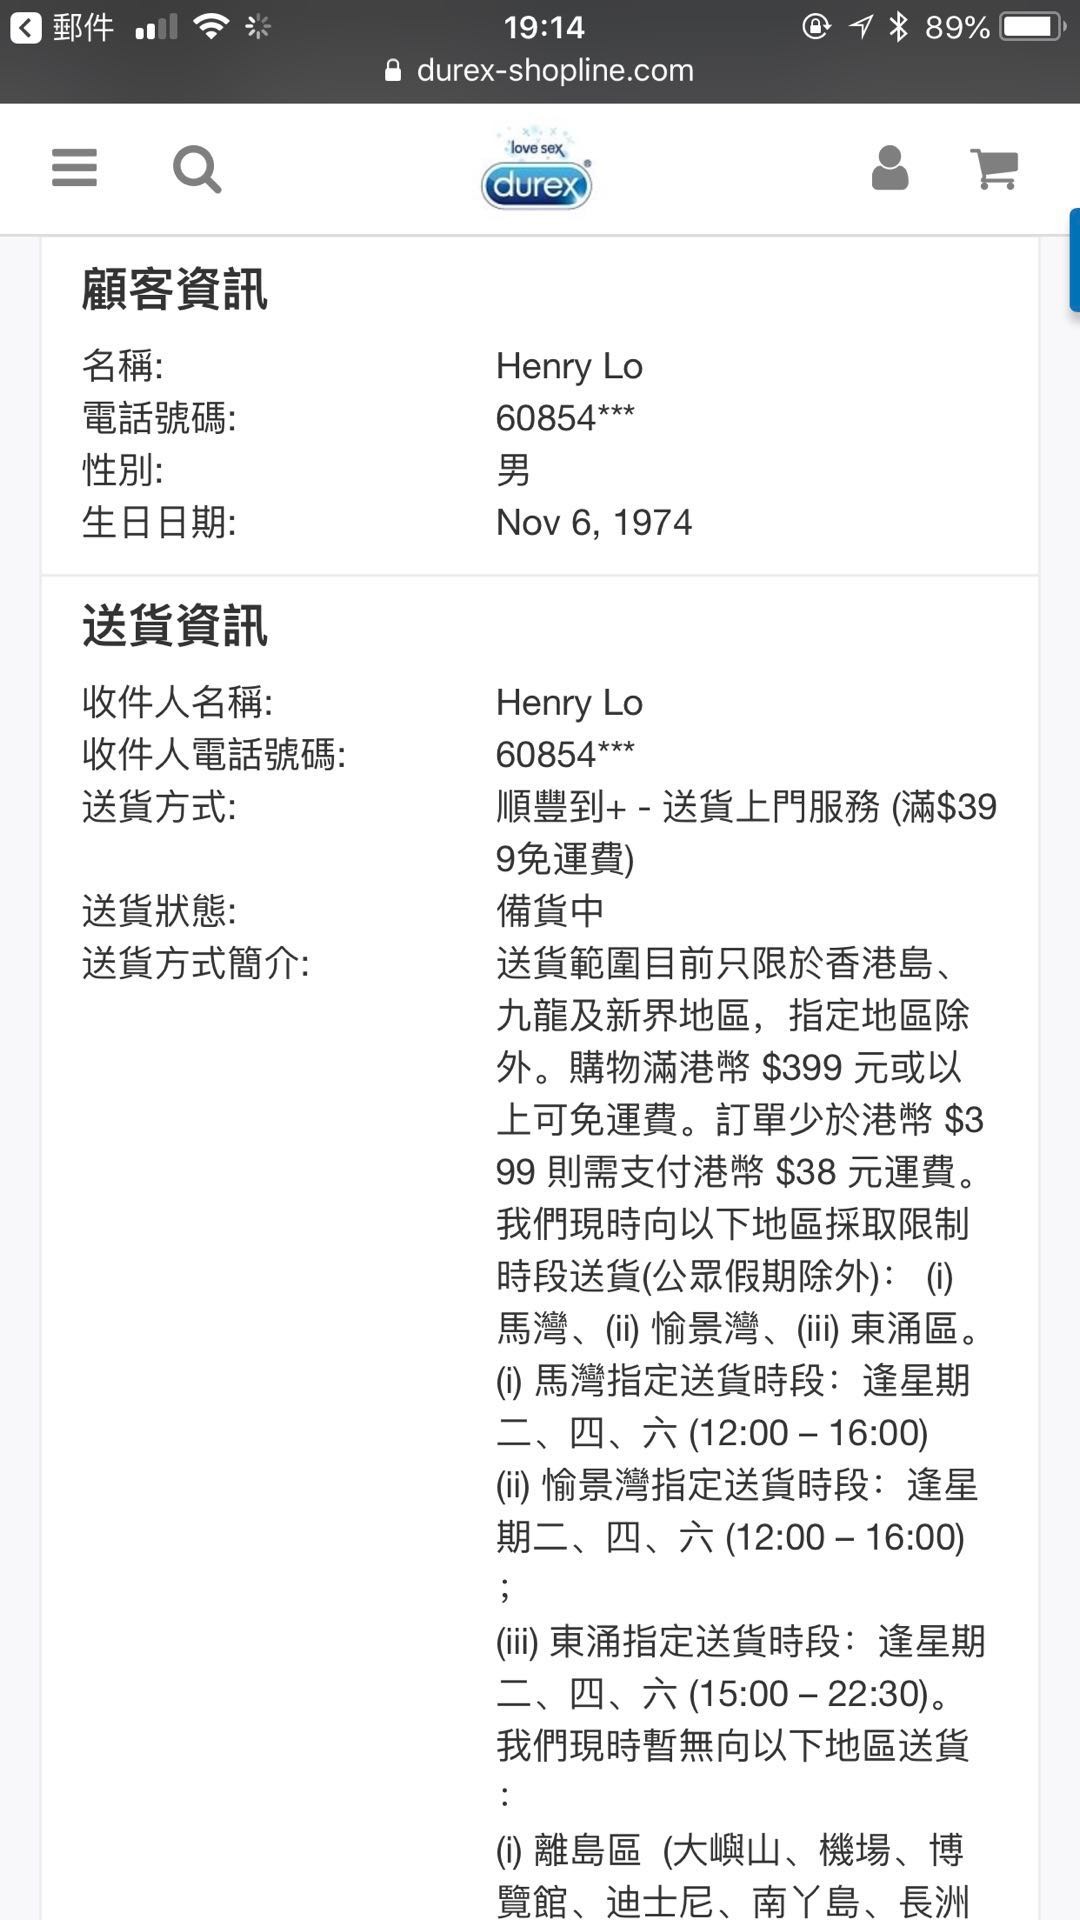 郵件 19:14 89%
durex-shopline.com
love sex
durex
顧客資訊
名稱: Henry Lo
電話號碼: 60854***
性別: 男
生日日期: Nov 6, 1974
送貨資訊
收件人名稱: Henry Lo
收件人電話號碼: 60854***
送貨方式: 順豐到+ - 送貨上門服務 (滿$39
9免運費)
送貨狀態: 備貨中
送貨方式簡介: 送貨範圍目前只限於香港島、
九龍及新界地區，指定地區除
外。購物滿港幣 $399 元或以
上可免運費。訂單少於港幣 $3
99 則需支付港幣 $38 元運費。
我們現時向以下地區採取限制
時段送貨(公眾假期除外)： (i)
馬灣、(ii) 愉景灣、(iii) 東涌區。
(i) 馬灣指定送貨時段：逢星期
二、四、六 (12:00 – 16:00)
(ii) 愉景灣指定送貨時段：逢星
期二、四、六 (12:00 – 16:00)
；
(iii) 東涌指定送貨時段：逢星期
二、四、六 (15:00 – 22:30)。
我們現時暫無向以下地區送貨
：
(i) 離島區 (大嶼山、機場、博
覽館、迪士尼、南丫島、長洲